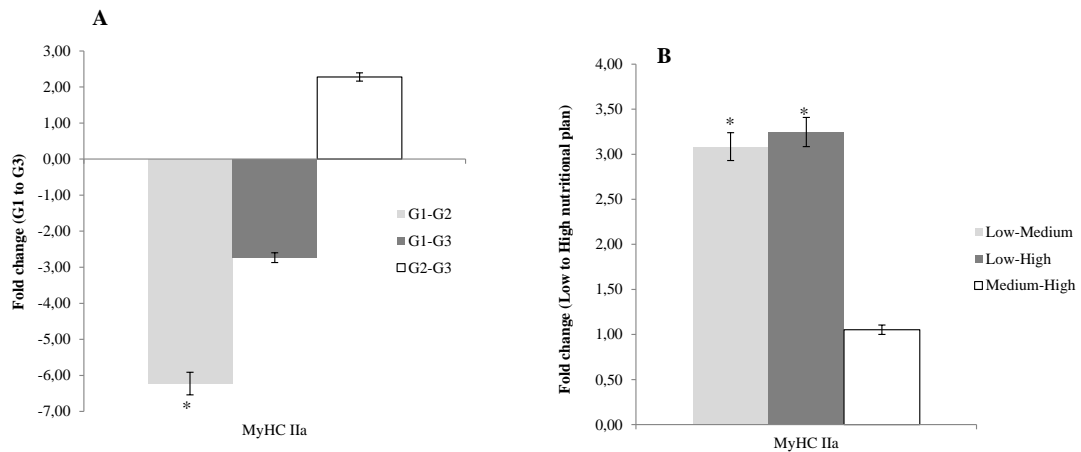 A
Fold change (G1 to G3)
3,00
2,00
1,00
0,00
-1,00
-2,00
-3,00
-4,00
-5,00
-6,00
-7,00
*
MyHC IIa
G1-G2
G1-G3
G2-G3
B
Fold change (Low to High nutritional plan)
4,00
3,50
3,00
2,50
2,00
1,50
1,00
0,50
0,00
* *
MyHC IIa
Low-Medium
Low-High
Medium-High